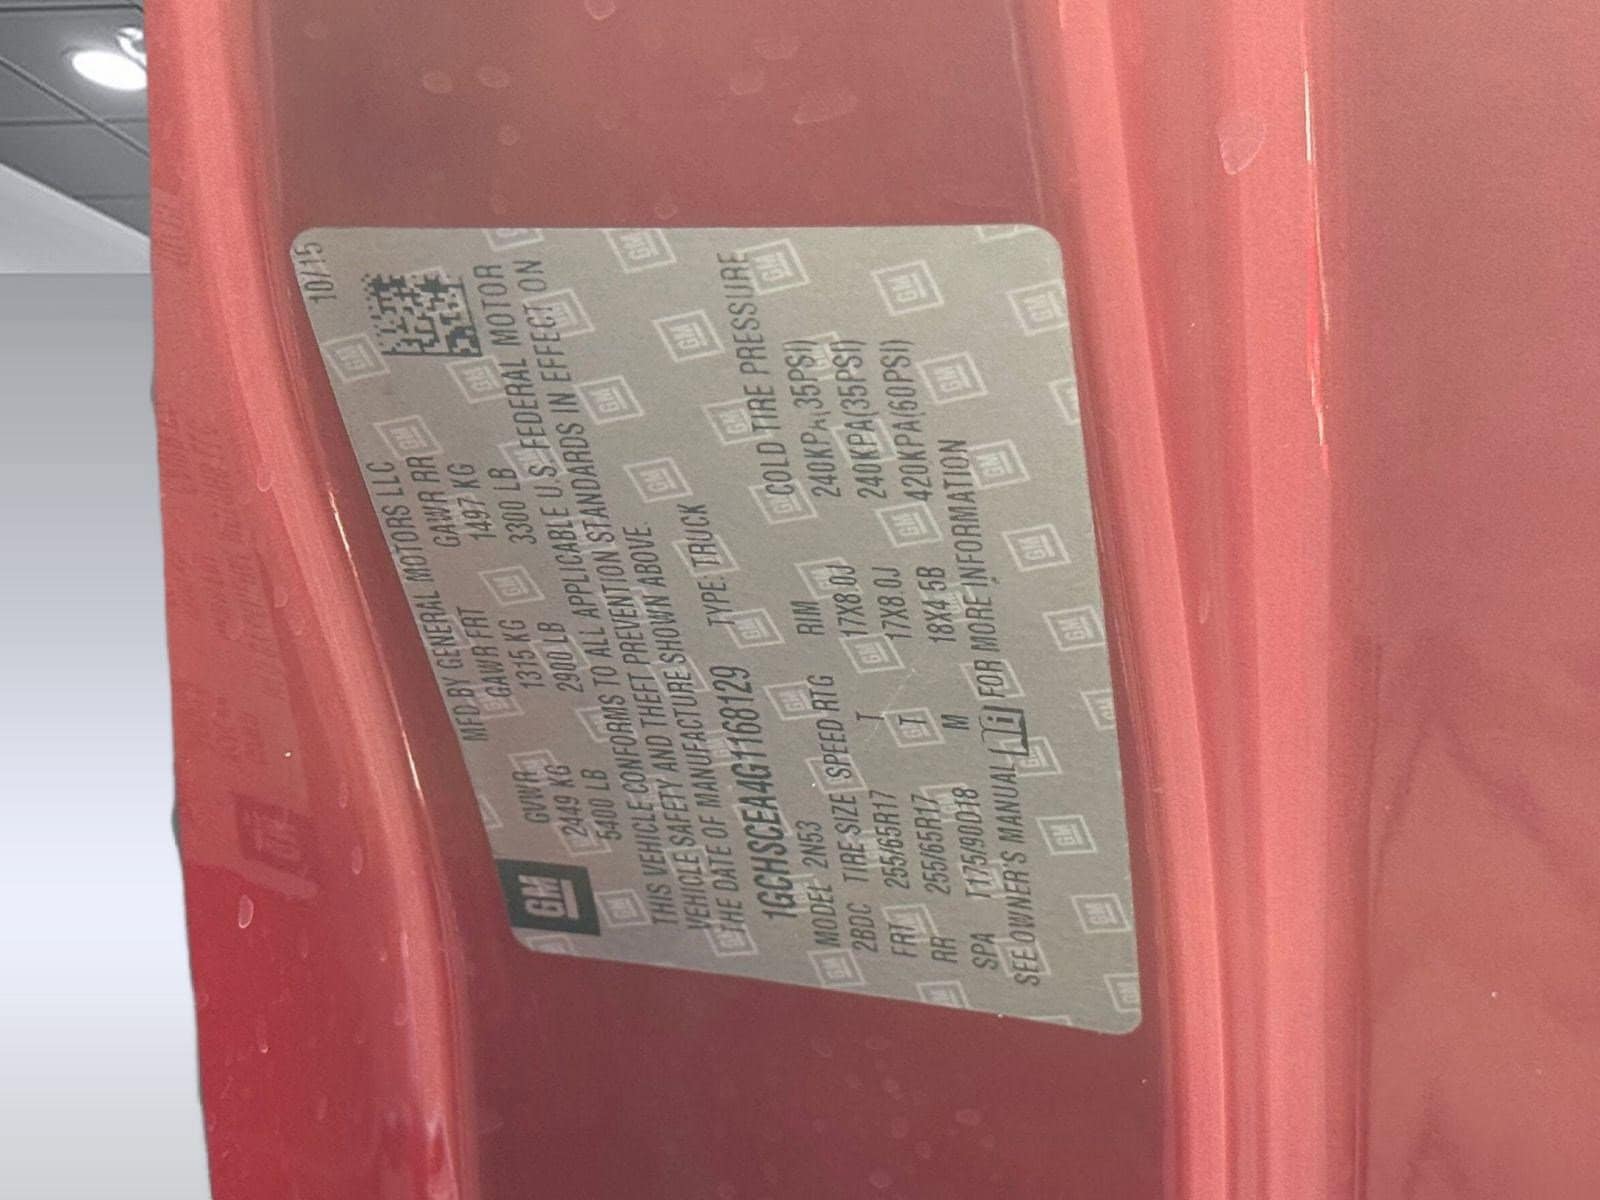 10/15
MFD BY GENERAL MOTORS LLC
GVWR GAWR FRT GAWR RR
2449 KG 1315 KG 1497 KG
5400 LB 2900 LB 3300 LB
THIS VEHICLE CONFORMS TO ALL APPLICABLE U.S. FEDERAL MOTOR
VEHICLE SAFETY AND THEFT PREVENTION STANDARDS IN EFFECT ON
THE DATE OF MANUFACTURE SHOWN ABOVE.
1GCHSCEA4G1168129 TYPE: TRUCK
MODEL 2N53
2BDC TIRE SIZE SPEED RTG RIM COLD TIRE PRESSURE
FRT 255/65R17 T 17X8.0J 240KPA(35PSI)
RR 255/65R17 T 17X8.0J 240KPA(35PSI)
SPA T175/90D18 M 18X4.5B 420KPA(60PSI)
SEE OWNER'S MANUAL i FOR MORE INFORMATION
GM